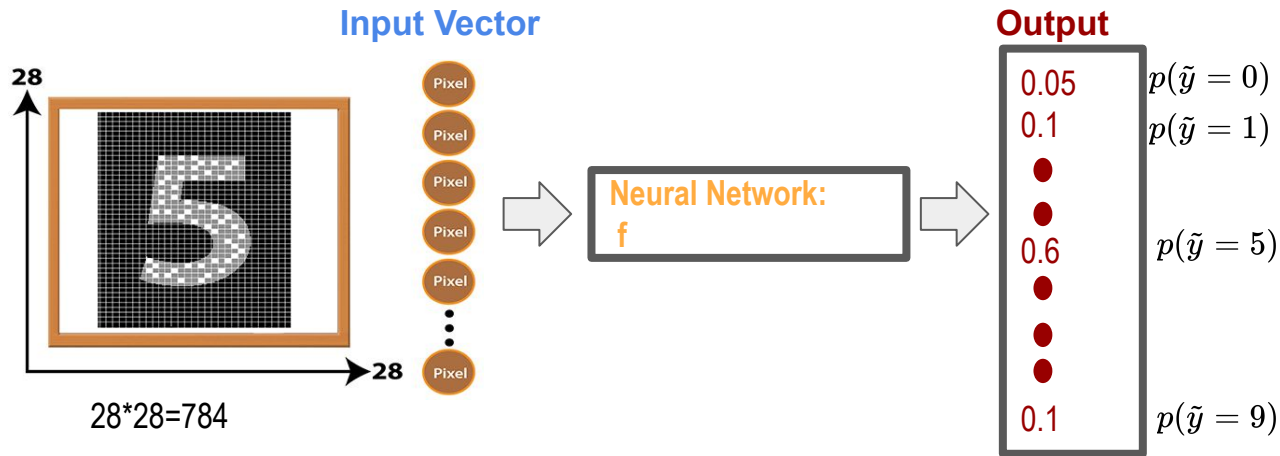 Input Vector
Output
28
Pixel
Pixel
Pixel
Pixel
Pixel
Pixel
28
28*28=784
Neural Network:
f
0.05
0.1
0.6
0.1
p(ỹ = 0)
p(ỹ = 1)
p(ỹ = 5)
p(ỹ = 9)
5